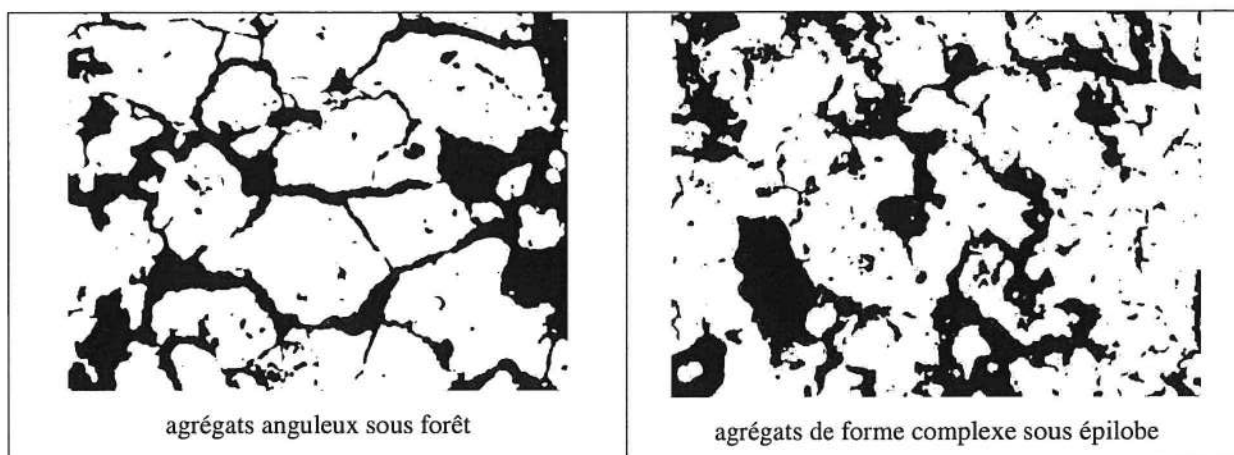 agrégats anguleux sous forêt
agrégats de forme complexe sous épilobe